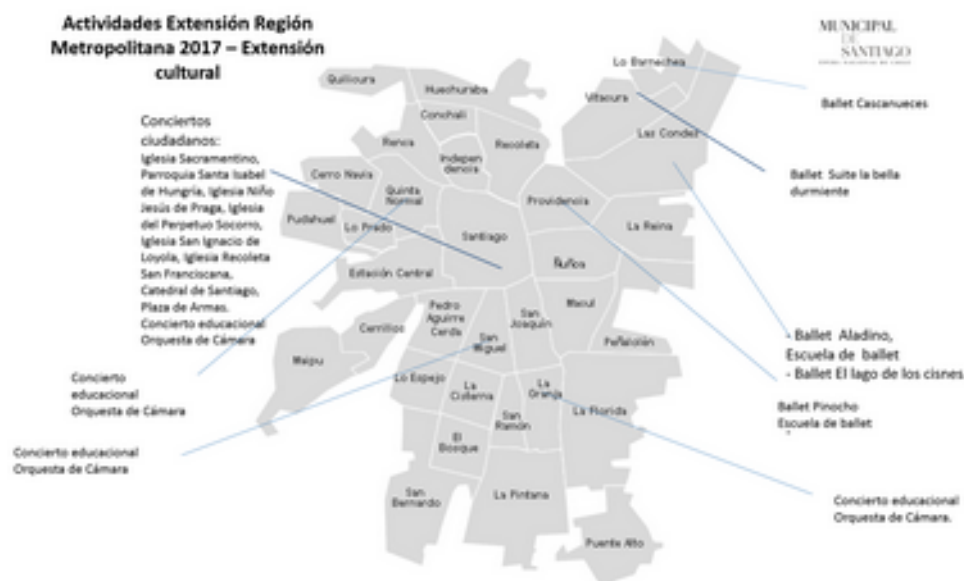 Actividades Extensión Región
Metropolitana 2017 – Extensión
cultural
MUNICIPAL
DE
SANTIAGO
Conciertos
ciudadanos:
Iglesia Sacramentino,
Parroquia Santa Isabel
de Hungría, Iglesia Niño
Jesús de Praga, Iglesia
del Perpetuo Socorro,
Iglesia San Ignacio de
Loyola, Iglesia Recoleta
San Franciscana,
Catedral de Santiago,
Plaza de Armas.
Concierto educacional
Orquesta de Cámara
Concierto
educacional
Orquesta de Cámara
Concierto educacional
Orquesta de Cámara
Quilicura
Huechuraba
Lo Barnechea
Vitacura
Conchalí
Las Condes
Renca
Recoleta
Indepen
dencia
Cerro Navia
Quinta
Normal
Providencia
Pudahuel
Lo Prado
La Reina
Santiago
Estación Central
Ñuñoa
Pedro
Aguirre
Cerda
San
Joaquín
Macul
Cerrillos
San
Miguel
Peñalolén
Maipu
Lo Espejo
La
Cisterna
La
Granja
La Florida
San
Ramón
El
Bosque
San
Bernardo
La Pintana
Puente Alto
Ballet Cascanueces
Ballet Suite la bella
durmiente
- Ballet Aladino,
Escuela de ballet
- Ballet El lago de los cisnes
Ballet Pinocho
Escuela de ballet
Concierto educacional
Orquesta de Cámara.